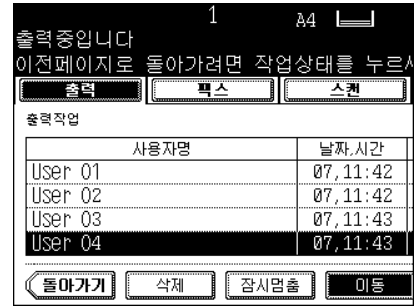 1 A4
출력중입니다
이전페이지로 돌아가려면 작업상태를 누르
출력 팩스 스캔
출력작업
사용자명 날짜,시간
User 01 07,11:42
User 02 07,11:42
User 03 07,11:43
User 04 07,11:43
돌아가기 삭제 잠시멈춤 이동